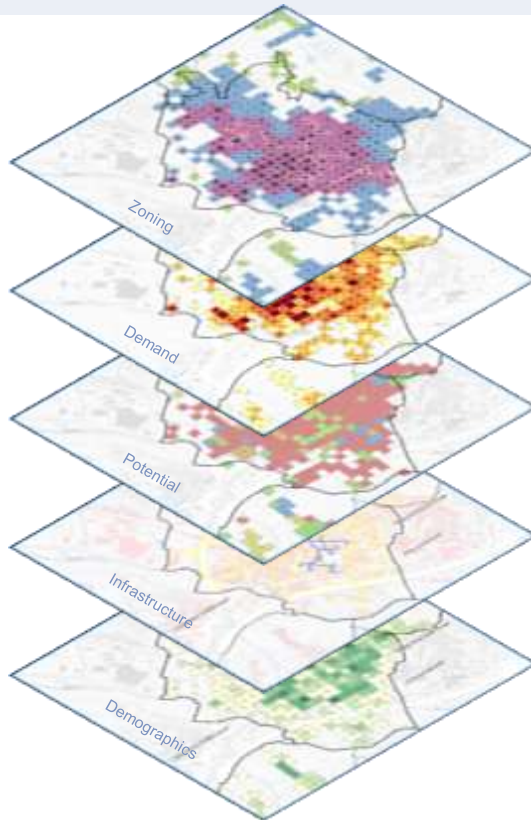 Zoning
Demand
Potential
Infrastructure
Demographics